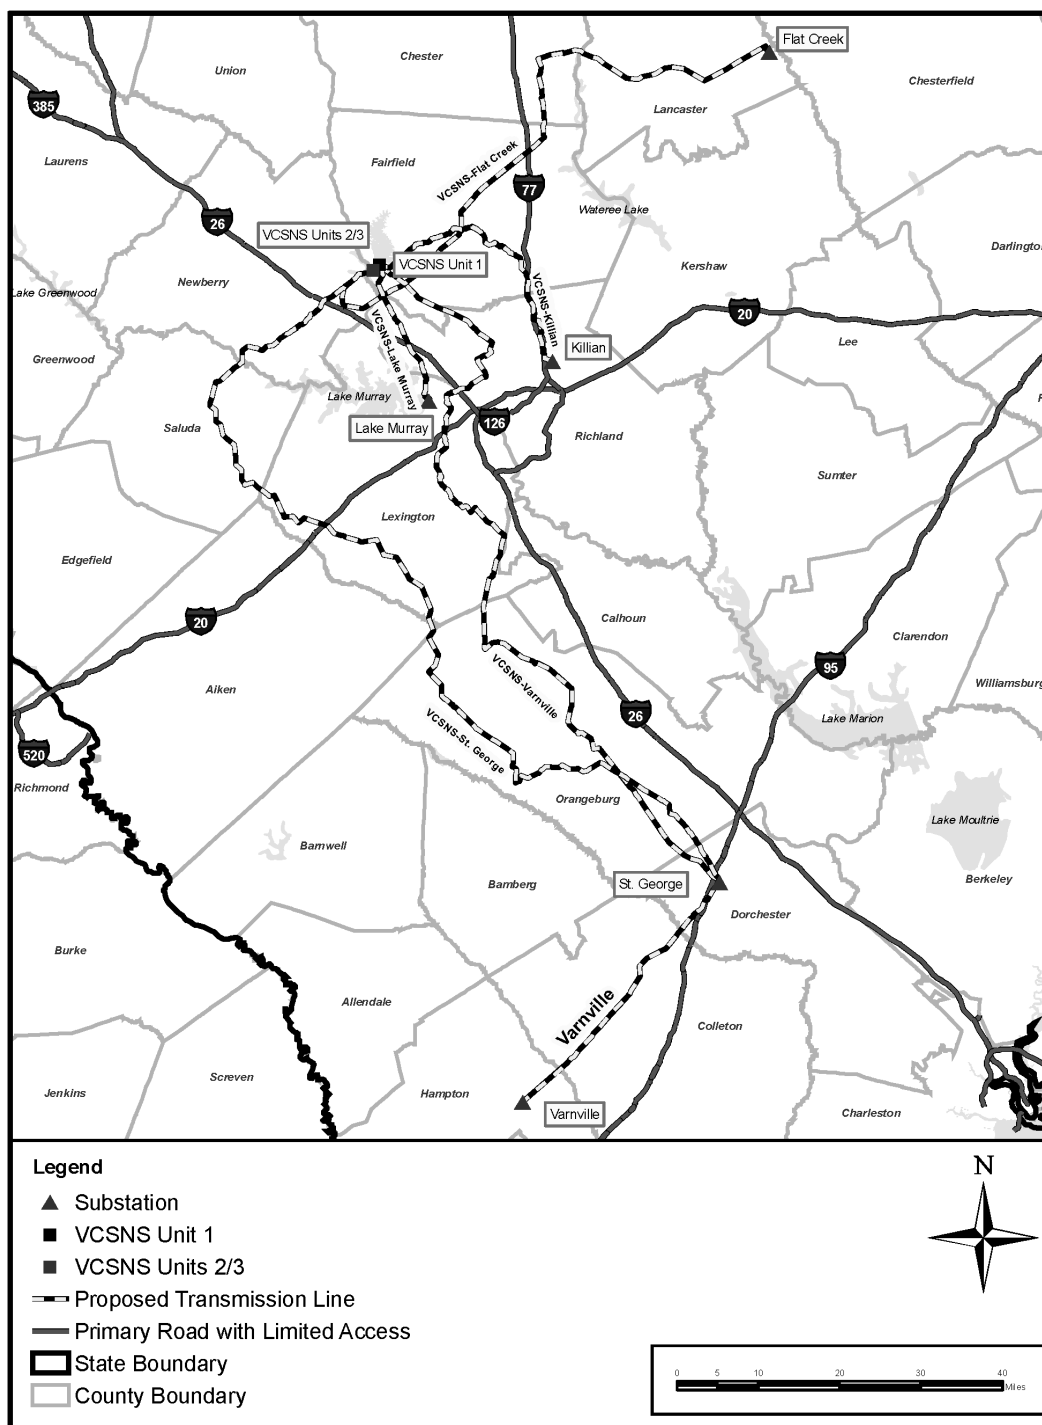 Flat Creek
Chester
Union
Chesterfield
385
Lancaster
Laurens
Fairfield
VCSNS-Flat Creek
77
Wateree Lake
26
VCSNS Units 2/3
Darlington
VCSNS Unit 1
Kershaw
Newberry
Lake Greenwood
VCSNS-Killian
20
Lee
Killian
Greenwood
VCSNS-Lake Murray
Lake Murray
126
Lake Murray
Saluda
Richland
Sumter
Lexington
Edgefield
20
Calhoun
Clarendon
95
VCSNS-Varnville
Williamsburg
Aiken
26
Lake Marion
VCSNS-St. George
520
Richmond
Orangeburg
Lake Moultrie
Barnwell
St. George
Bamberg
Berkeley
Dorchester
Burke
Allendale
Varnville
Colleton
Screven
Jenkins
Hampton
Varnville
Charleston
Legend
N
Substation
VCSNS Unit 1
VCSNS Units 2/3
Proposed Transmission Line
Primary Road with Limited Access
State Boundary
County Boundary
0 5 10 20 30 40
Miles